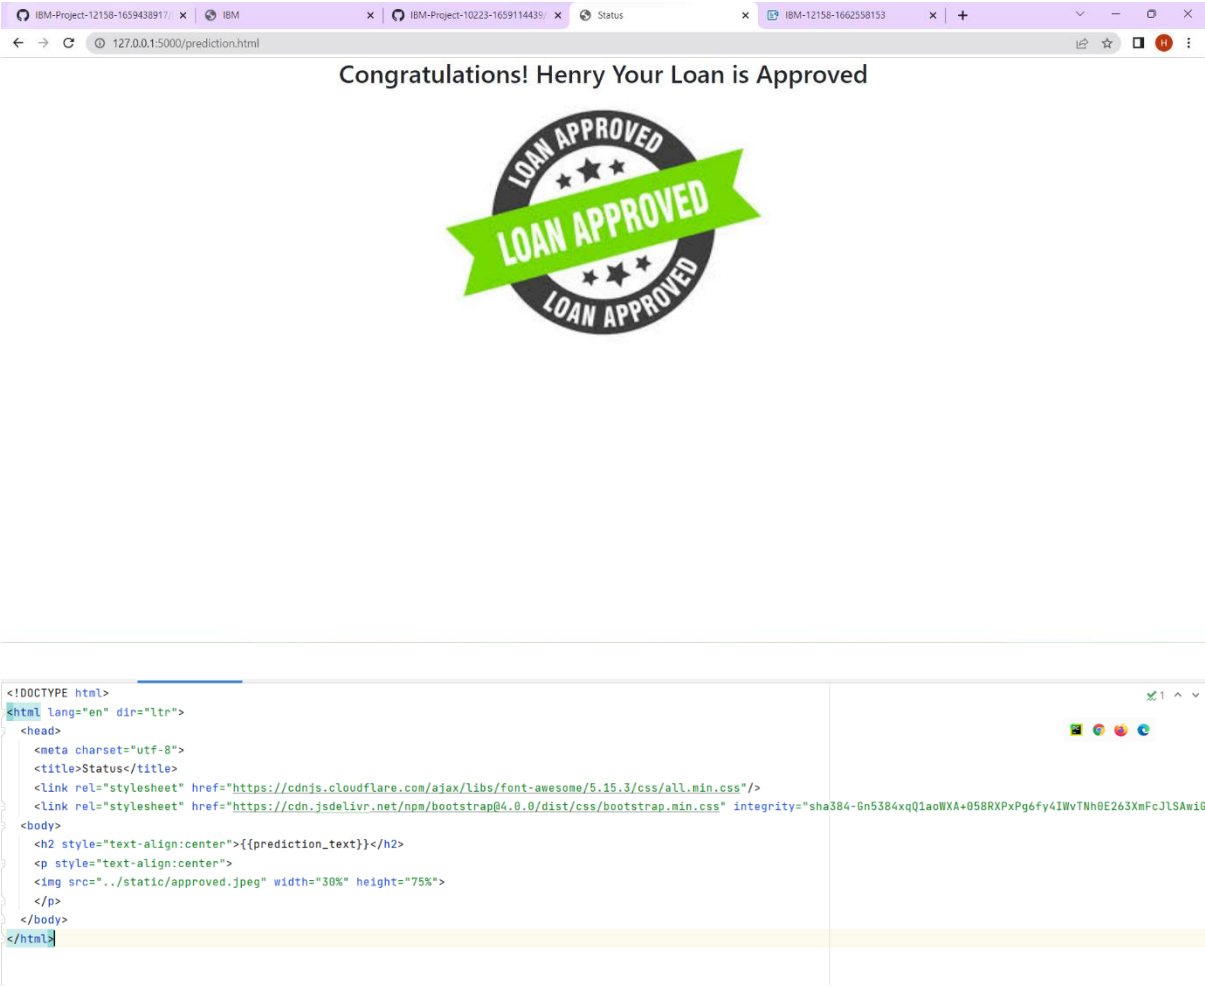 IBM-Project-12158-1659438917/
IBM
IBM-Project-10223-1659114439/
Status
IBM-12158-1662558153
127.0.0.1:5000/prediction.html
H
Congratulations! Henry Your Loan is Approved
LOAN APPROVED
LOAN APPROVED
LOAN APPROVED
<!DOCTYPE html>
<html lang="en" dir="ltr">
<head>
<meta charset="utf-8">
<title>Status</title>
<link rel="stylesheet" href="https://cdnjs.cloudflare.com/ajax/libs/font-awesome/5.15.3/css/all.min.css"/>
<link rel="stylesheet" href="https://cdn.jsdelivr.net/npm/bootstrap@4.0.0/dist/css/bootstrap.min.css" integrity="sha384-Gn5384xqQ1aoWXA+058RXPxPg6fy4IWvTNh0E263XmFcJlSAwiG
<body>
<h2 style="text-align:center">{{prediction_text}}</h2>
<p style="text-align:center">
<img src="../static/approved.jpeg" width="30%" height="75%">
</p>
</body>
</html>
1